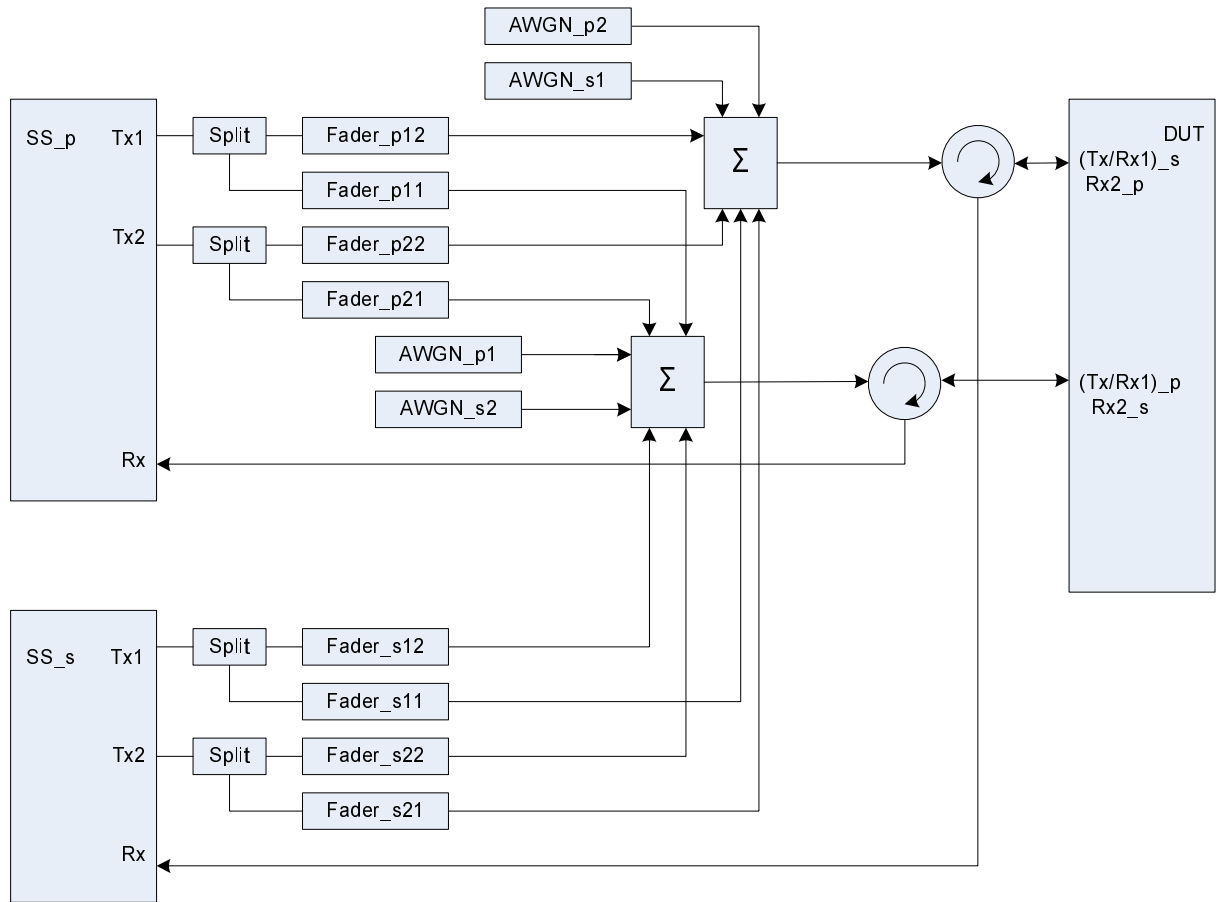 AWGN_p2
AWGN_s1
SS_p
Tx1
Split
Fader_p12
Σ
DUT
(Tx/Rx1)_s
Rx2_p
Fader_p11
Tx2
Split
Fader_p22
Fader_p21
AWGN_p1
Σ
(Tx/Rx1)_p
Rx2_s
AWGN_s2
Rx
SS_s
Tx1
Split
Fader_s12
Fader_s11
Tx2
Split
Fader_s22
Fader_s21
Rx